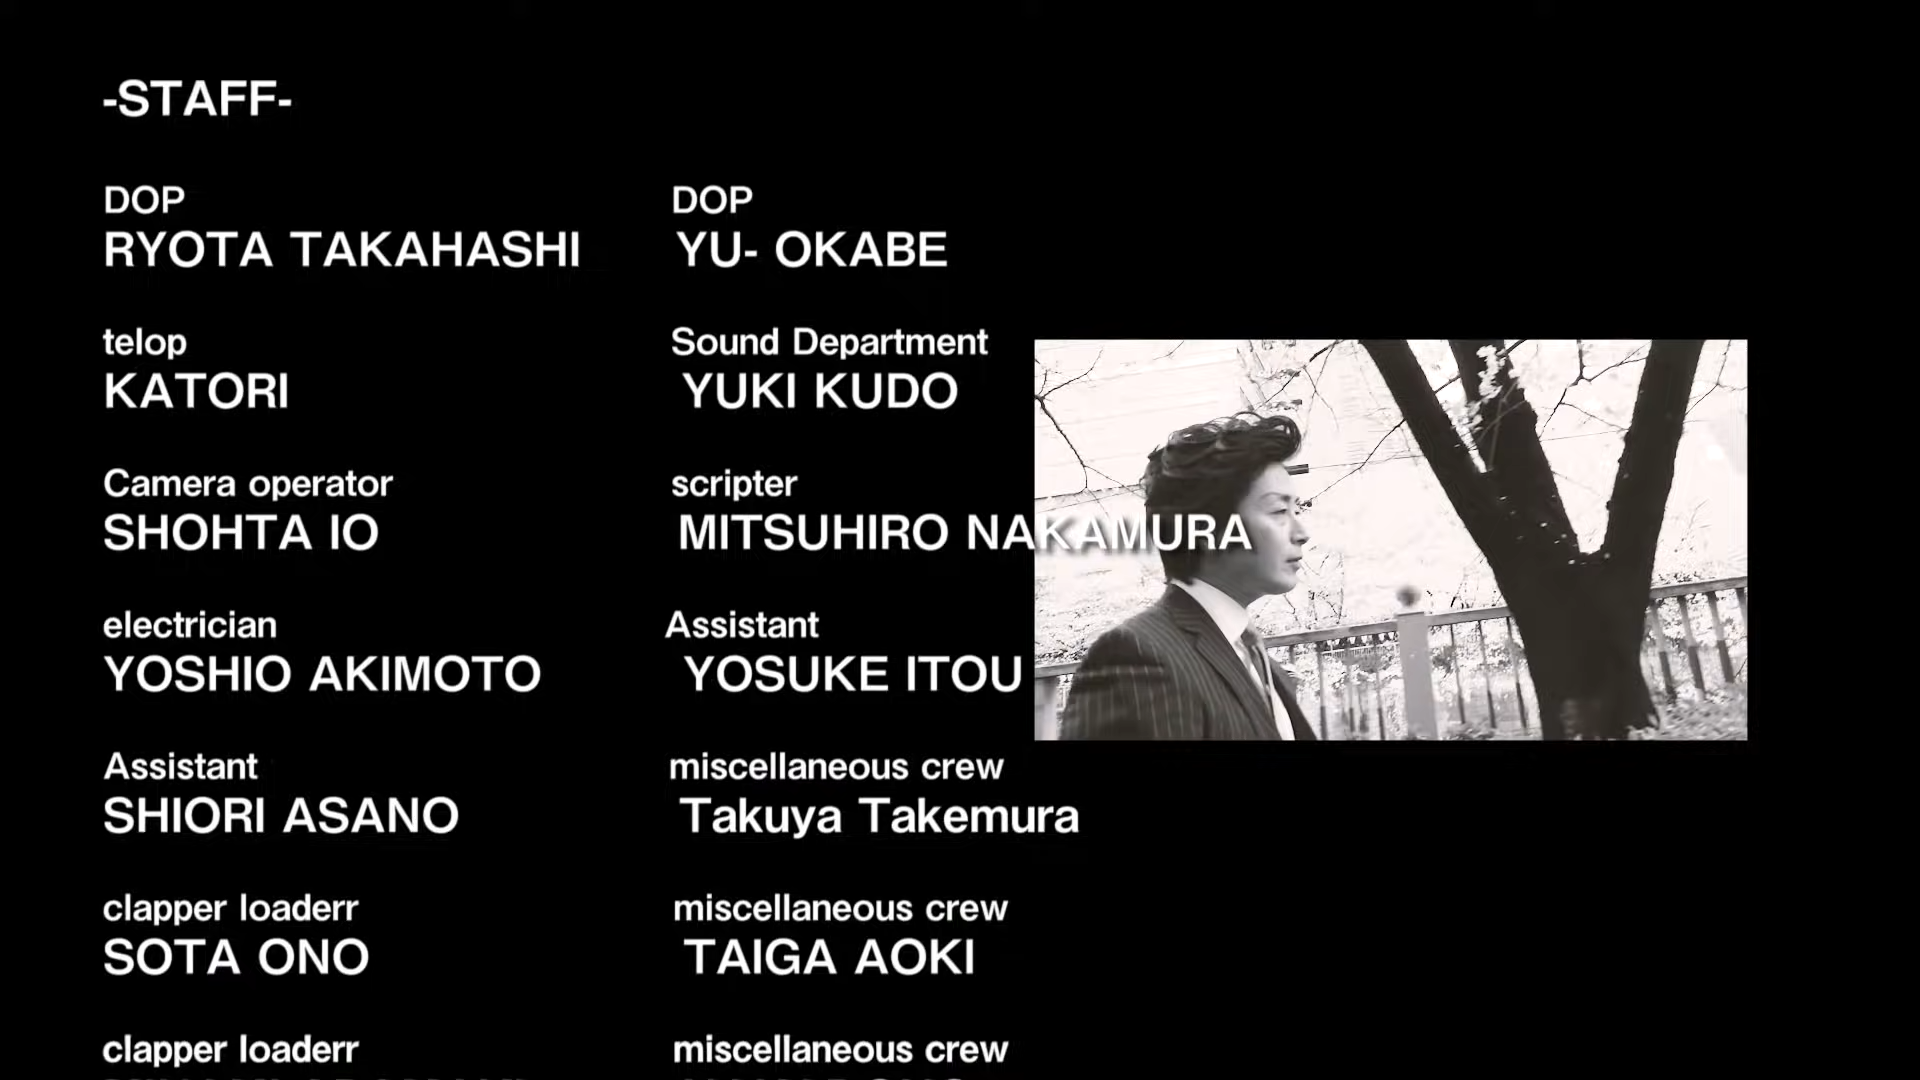 -STAFF-
DOP
RYOTA TAKAHASHI
DOP
YU- OKABE
telop
KATORI
Sound Department
YUKI KUDO
Camera operator
SHOHTA IO
scripter
MITSUHIRO NAKAMURA
electrician
YOSHIO AKIMOTO
Assistant
YOSUKE ITOU
Assistant
SHIORI ASANO
miscellaneous crew
Takuya Takemura
clapper loaderr
SOTA ONO
miscellaneous crew
TAIGA AOKI
clapper loaderr
miscellaneous crew